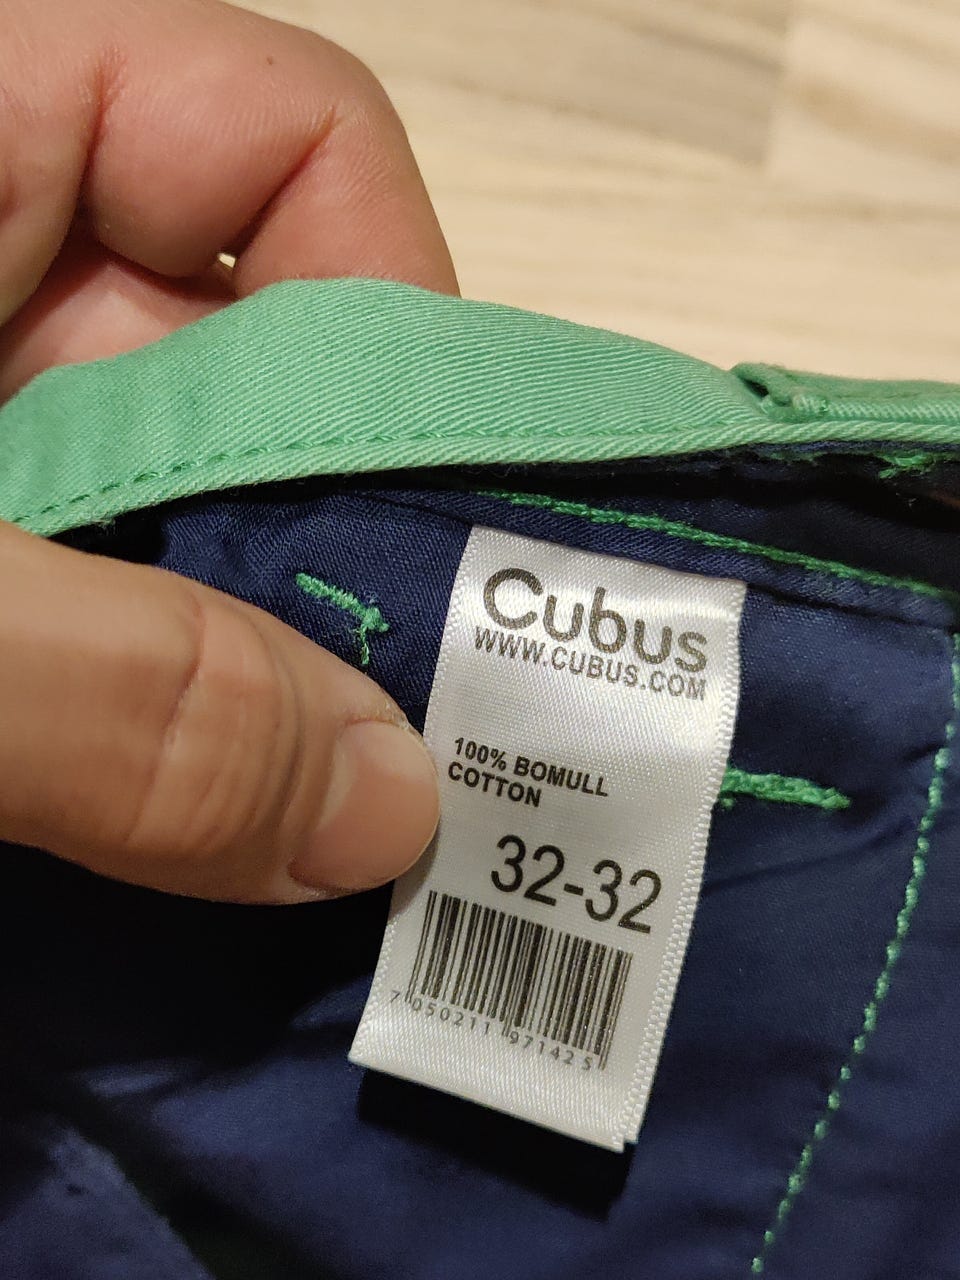 Cubus
WWW.CUBUS.COM
100% BOMULL
COTTON
32-32
7 050211 971425